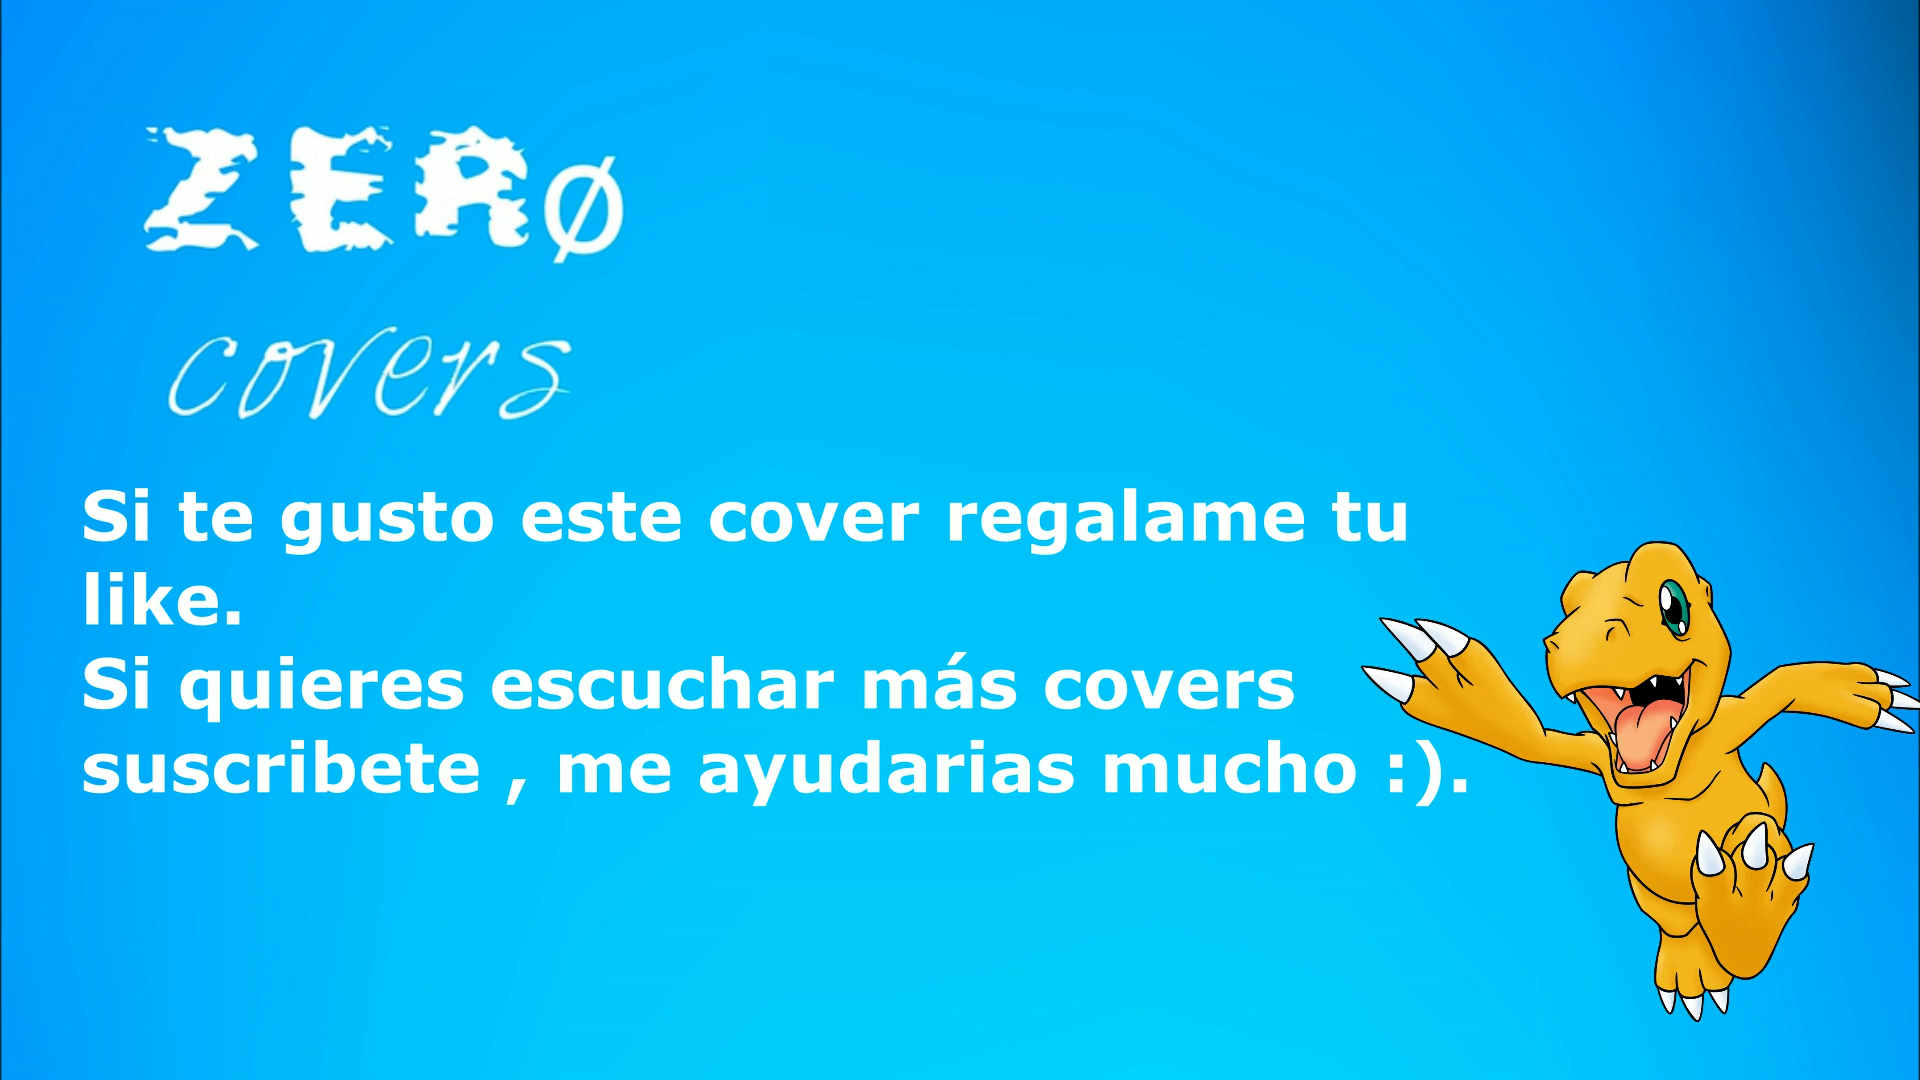 ZERØ
covers
Si te gusto este cover regalame tu
like.
Si quieres escuchar más covers
suscribete , me ayudarias mucho :).